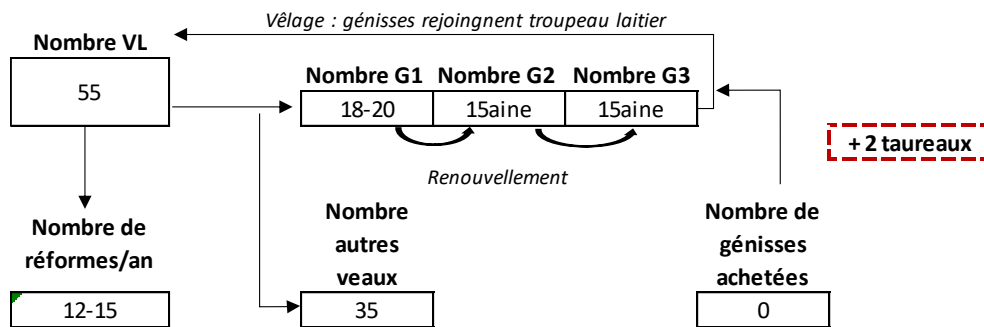 Vêlage : génisses rejoingnent troupeau laitier
Nombre VL
55
Nombre G1 Nombre G2 Nombre G3
18-20 15aine 15aine
+ 2 taureaux
Renouvellement
Nombre de
réformes/an
12-15
Nombre
autres
veaux
35
Nombre de
génisses
achetées
0